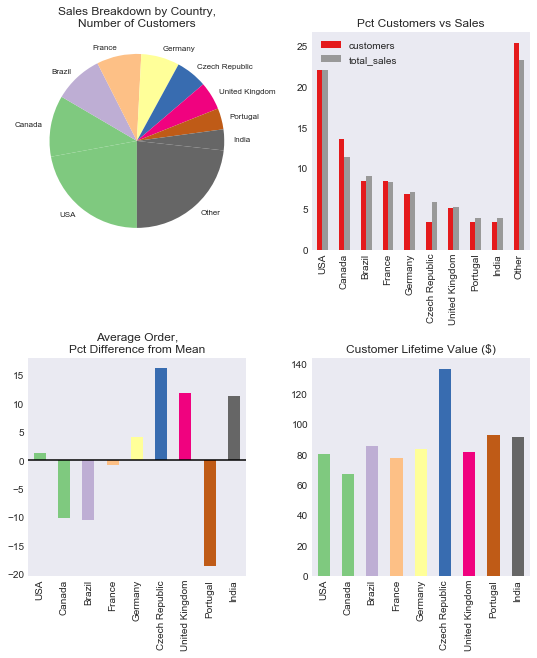 Sales Breakdown by Country,
Number of Customers
France
Germany
Brazil
Czech Republic
United Kingdom
Canada
Portugal
India
USA
Other
Pct Customers vs Sales
customers
total_sales
25
20
15
10
5
0
USA
Canada
Brazil
France
Germany
Czech Republic
United Kingdom
Portugal
India
Other
Average Order,
Pct Difference from Mean
15
10
5
0
−5
−10
−15
−20
USA
Canada
Brazil
France
Germany
Czech Republic
United Kingdom
Portugal
India
Customer Lifetime Value ($)
140
120
100
80
60
40
20
0
USA
Canada
Brazil
France
Germany
Czech Republic
United Kingdom
Portugal
India